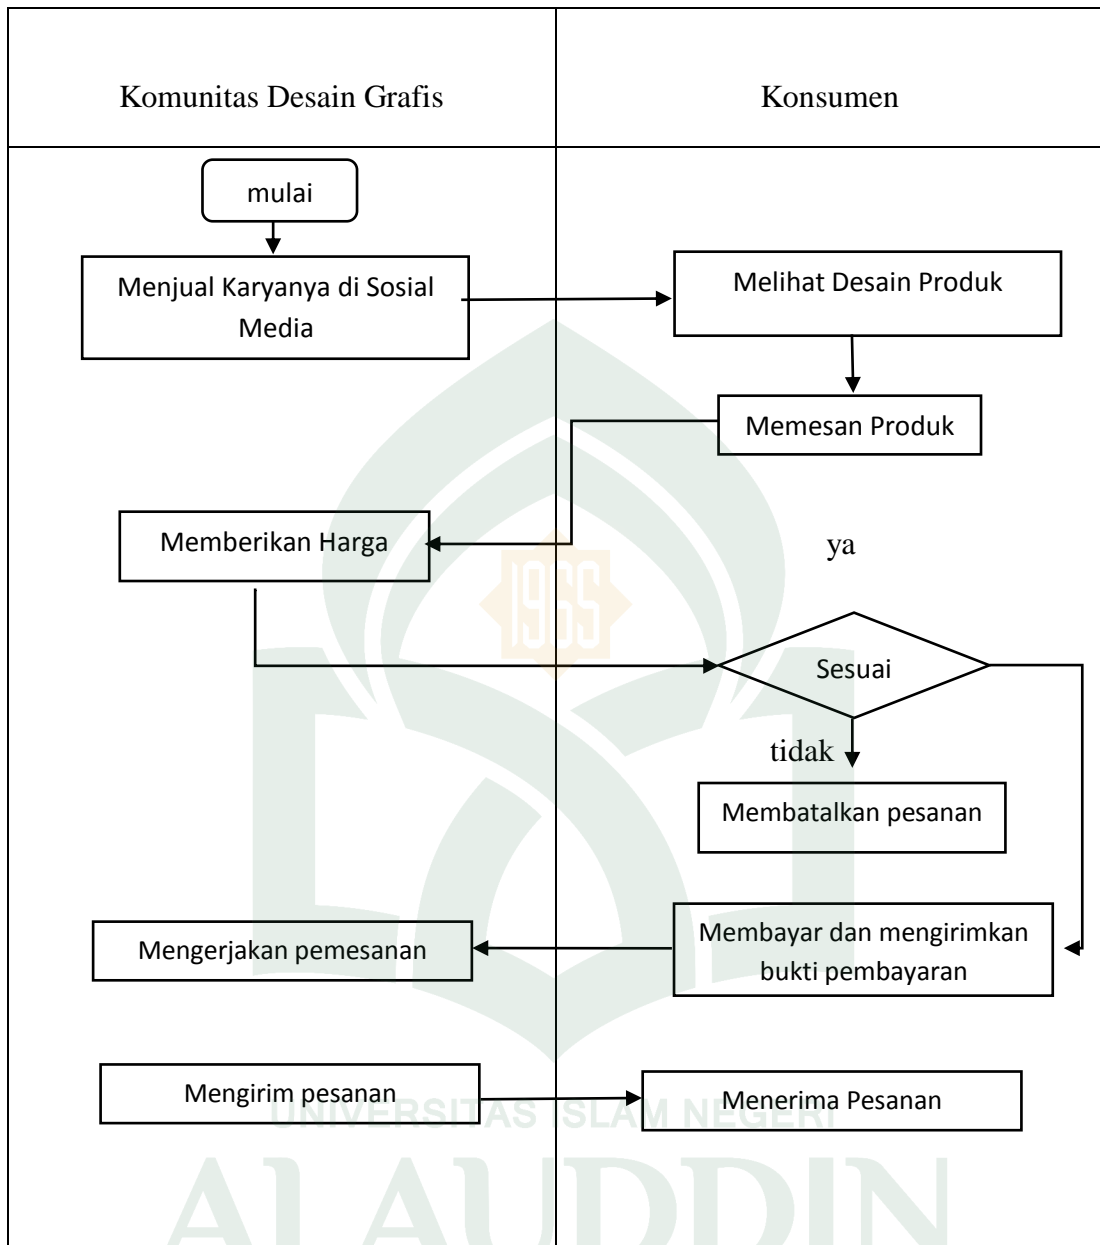 Komunitas Desain Grafis
Konsumen
mulai
Menjual Karyanya di Sosial
Media
Melihat Desain Produk
Memesan Produk
Memberikan Harga
ya
Sesuai
tidak
Membatalkan pesanan
Mengerjakan pemesanan
Membayar dan mengirimkan
bukti pembayaran
Mengirim pesanan
Menerima Pesanan
1965
UNIVERSITAS ISLAM NEGERI
ALAUDDIN